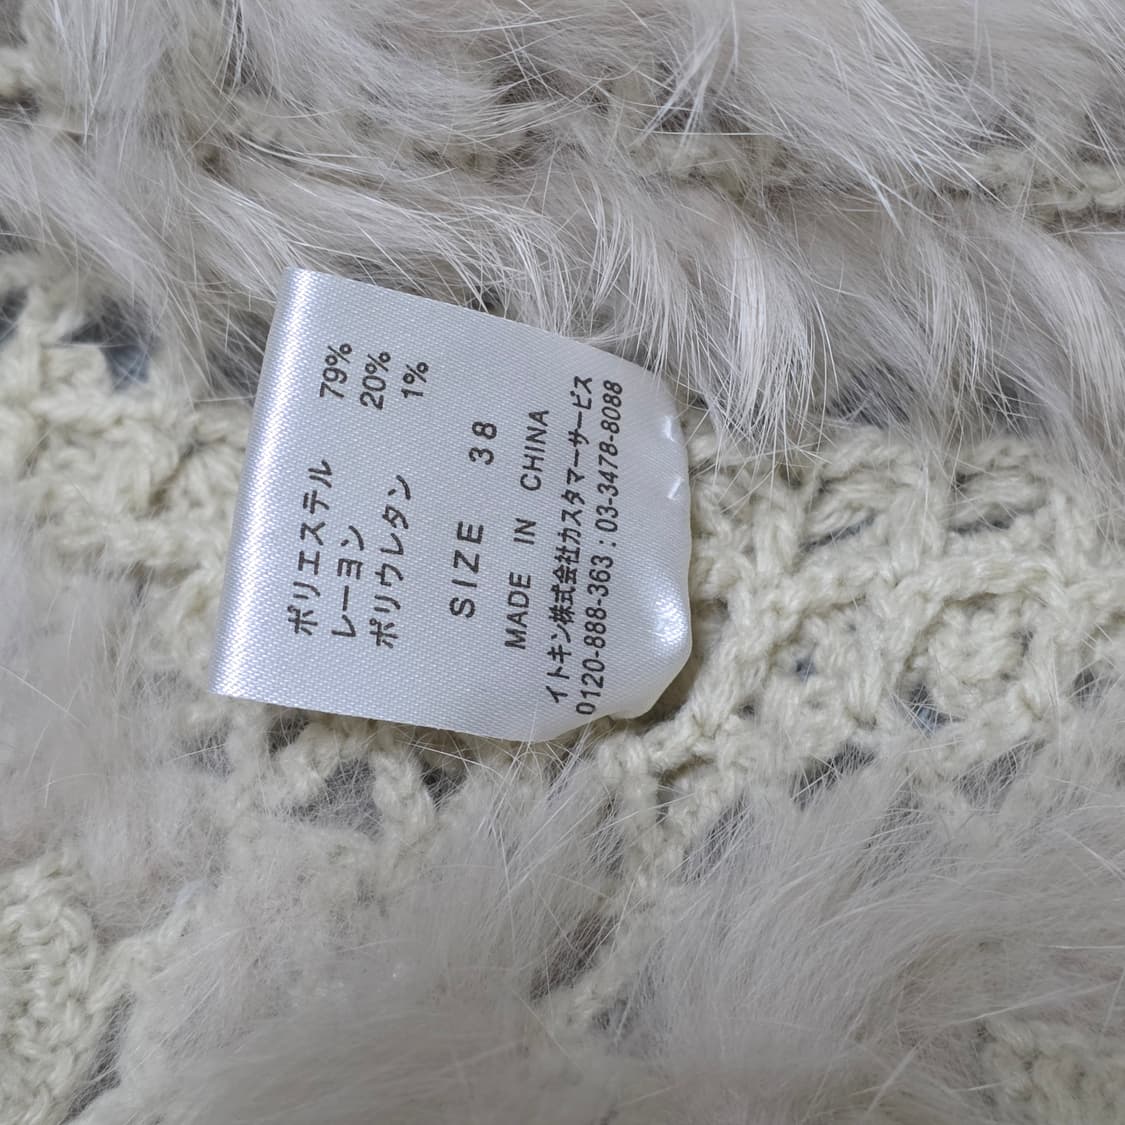 ポリエステル 79%
レーヨン 20%
ポリウレタン 1%
SIZE 38
MADE IN CHINA
イトキン株式会社カスタマーサービス
0120-888-363：03-3478-8088